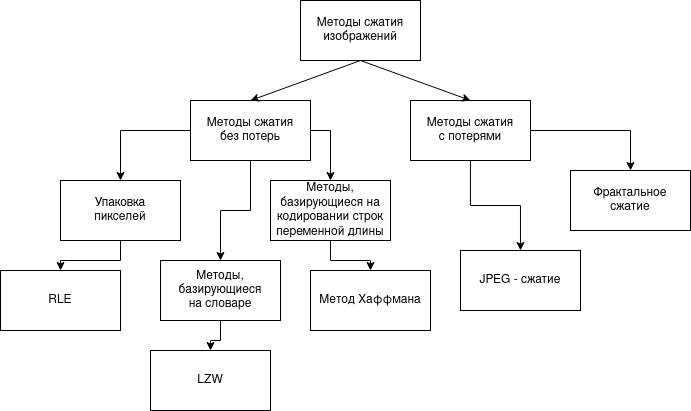 Методы сжатия
изображений
Методы сжатия
без потерь
Методы сжатия
с потерями
Упаковка
пикселей
Методы,
базирующиеся на
кодировании строк
переменной длины
Фрактальное
сжатие
RLE
Методы,
базирующиеся
на словаре
Метод Хаффмана
JPEG - сжатие
LZW